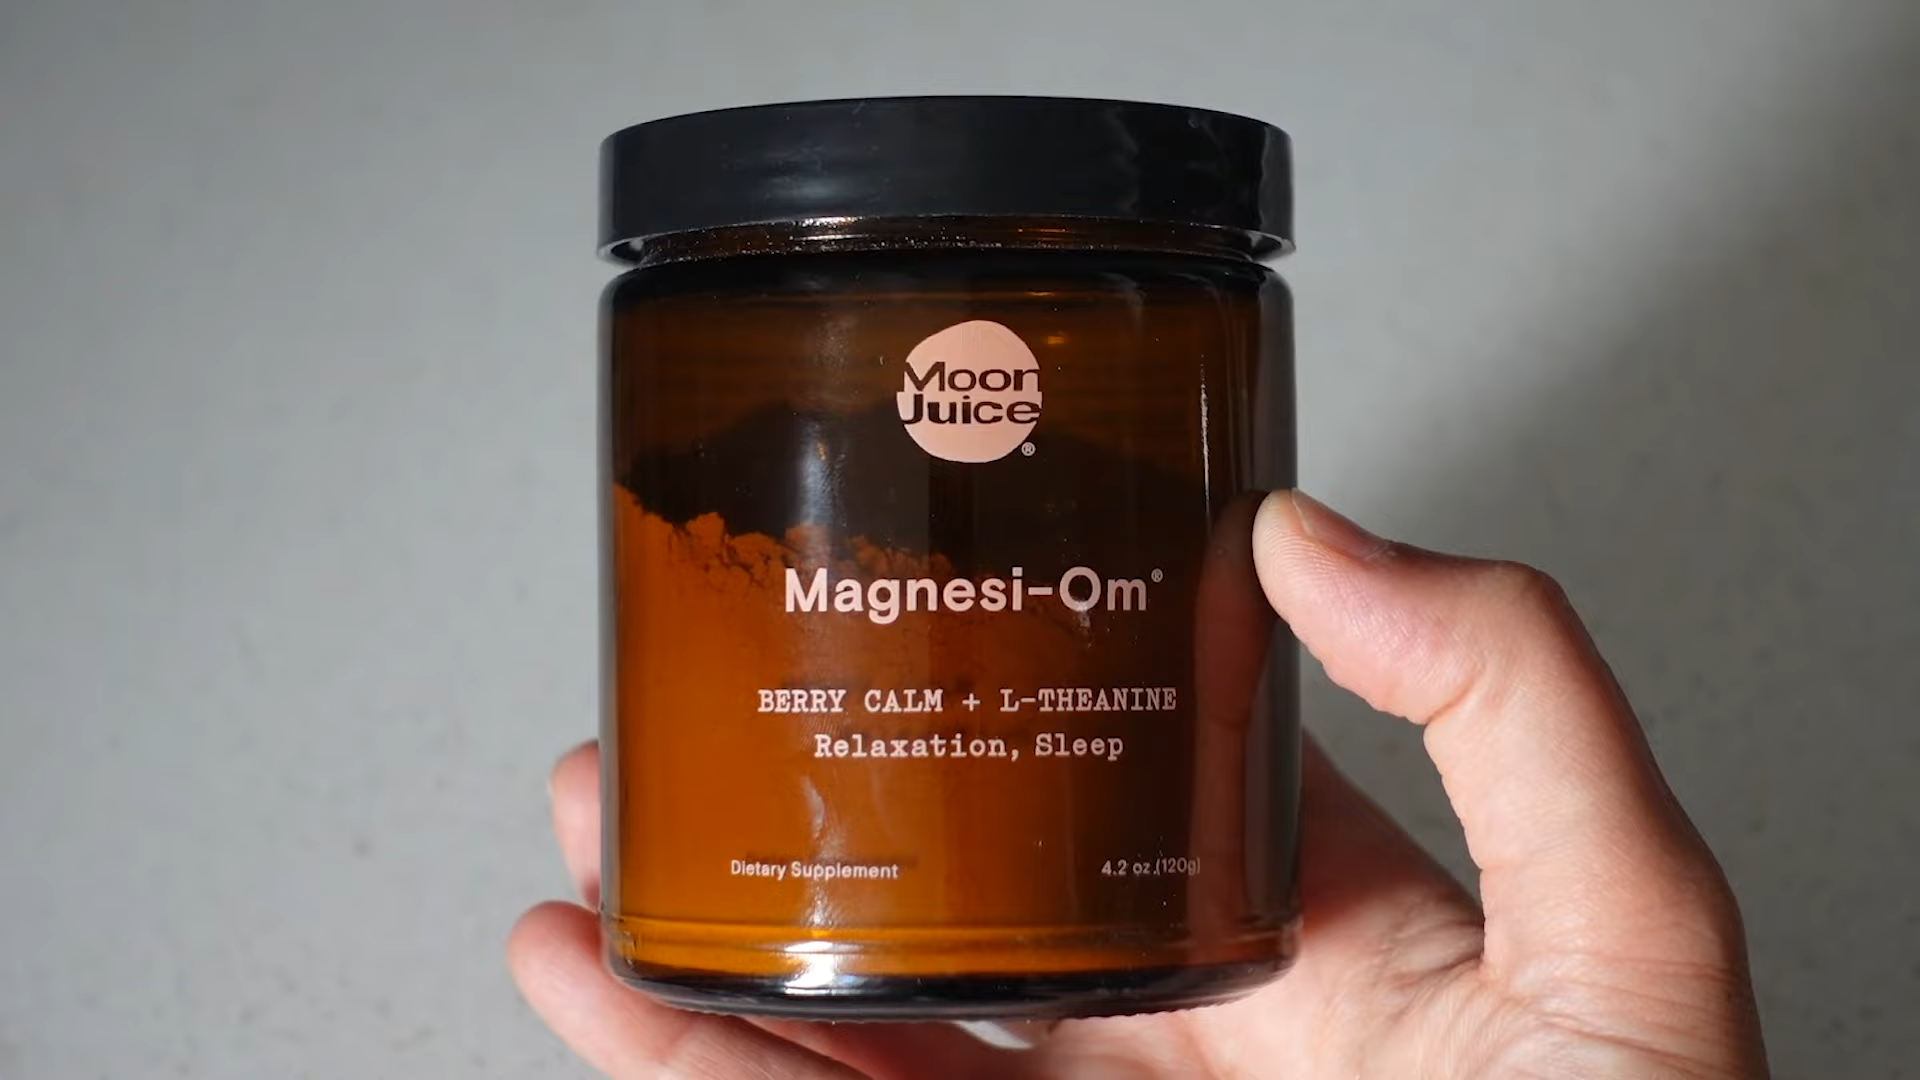 Moon
Juice
®
Magnesi-Om®
BERRY CALM + L-THEANINE
Relaxation, Sleep
Dietary Supplement
4.2 oz.(120g)